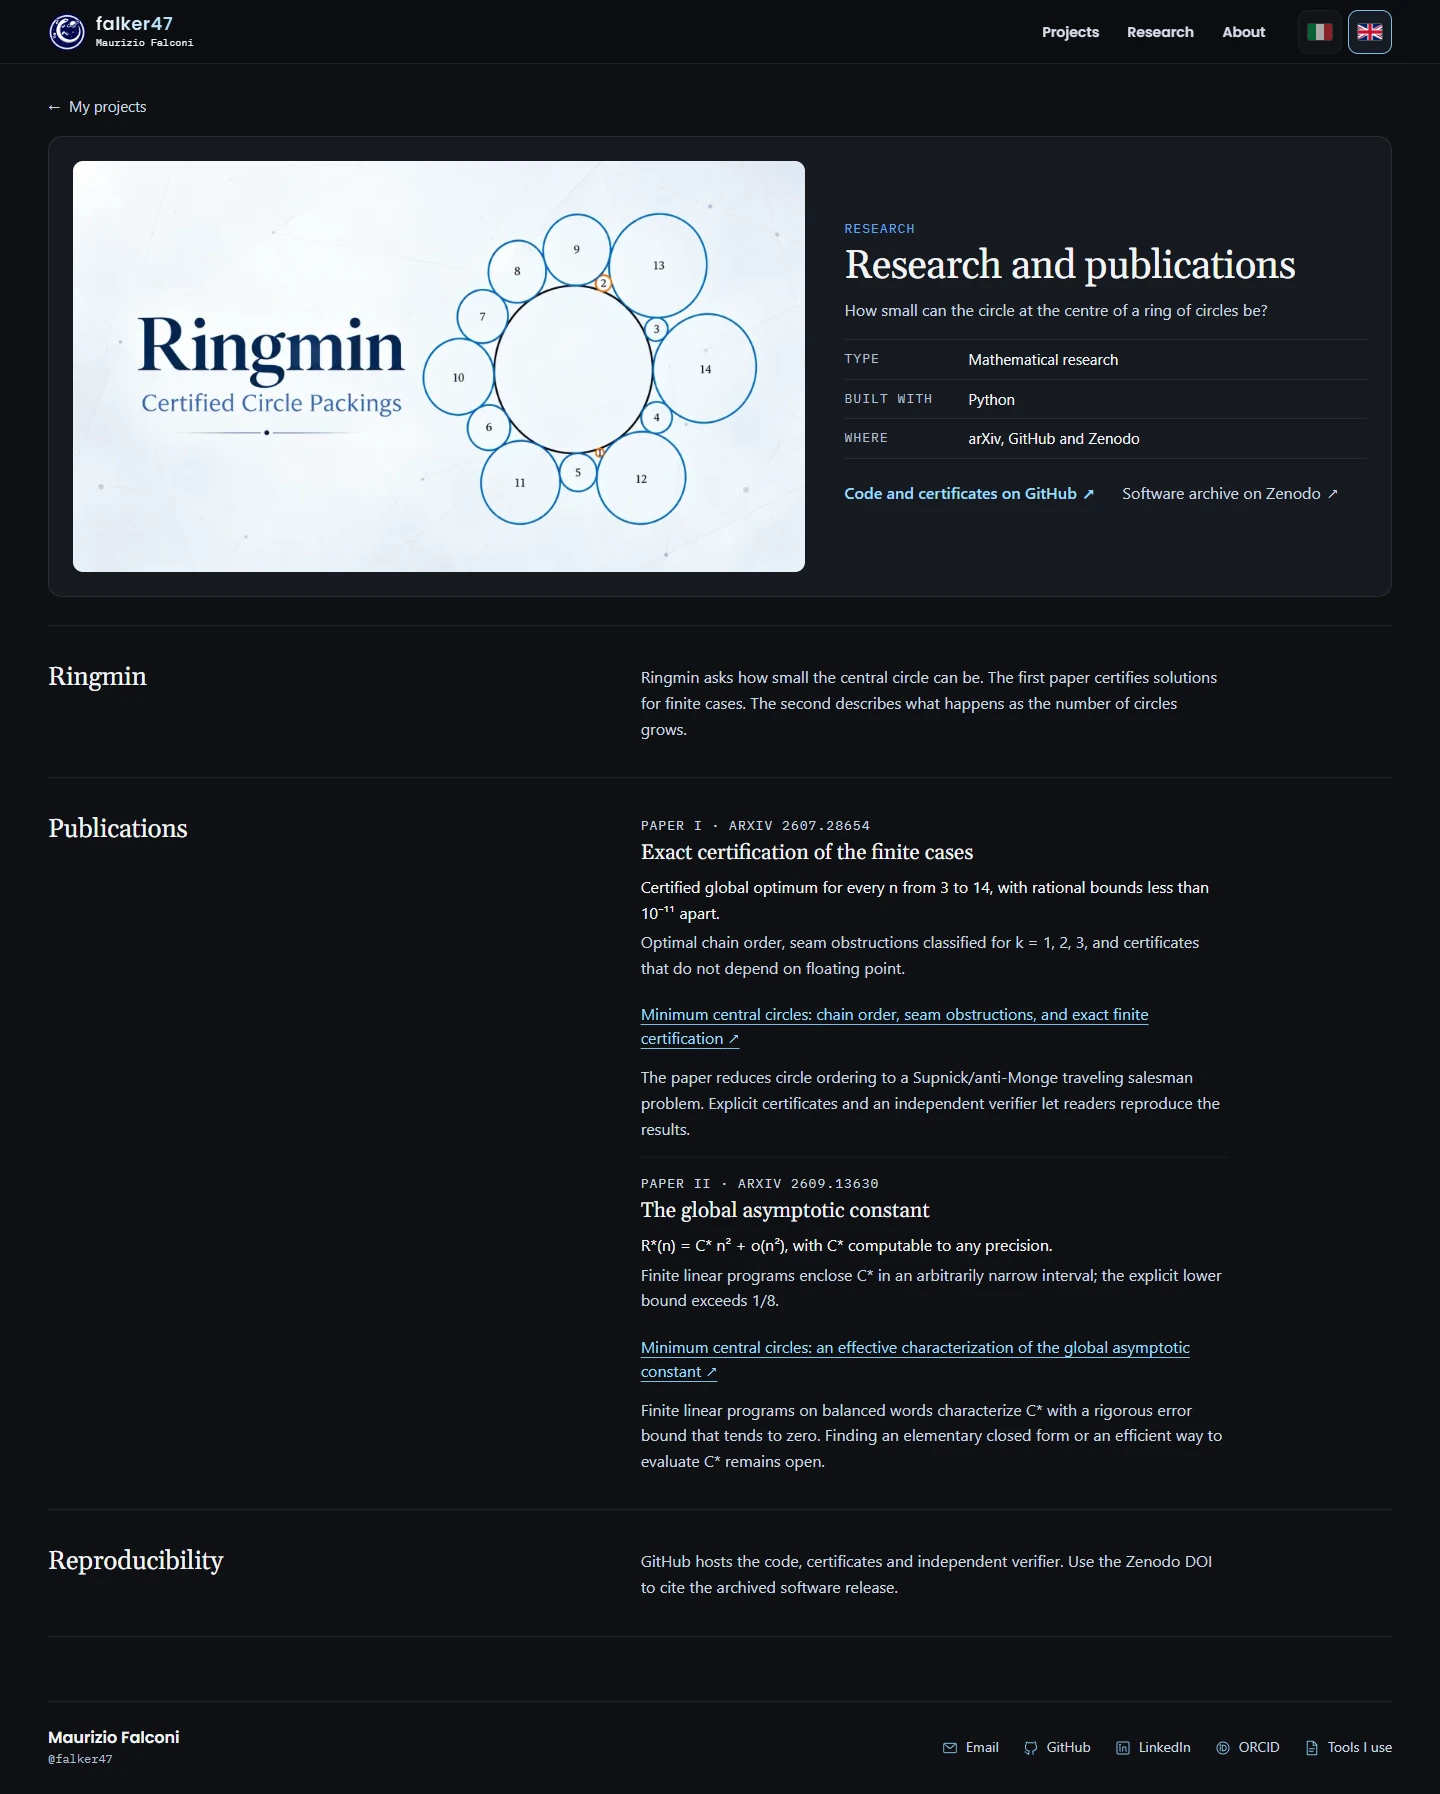 falker47
Maurizio Falconi
Projects
Research
About
← My projects
Ringmin
Certified Circle Packings
9
13
8
2
7
3
10
14
4
6
1
5
11
12
RESEARCH
Research and publications
How small can the circle at the centre of a ring of circles be?
TYPE Mathematical research
BUILT WITH Python
WHERE arXiv, GitHub and Zenodo
Code and certificates on GitHub ↗ Software archive on Zenodo ↗
Ringmin
Ringmin asks how small the central circle can be. The first paper certifies solutions
for finite cases. The second describes what happens as the number of circles
grows.
Publications
PAPER I · ARXIV 2607.28654
Exact certification of the finite cases
Certified global optimum for every n from 3 to 14, with rational bounds less than
10⁻¹¹ apart.
Optimal chain order, seam obstructions classified for k = 1, 2, 3, and certificates
that do not depend on floating point.
Minimum central circles: chain order, seam obstructions, and exact finite
certification ↗
The paper reduces circle ordering to a Supnick/anti-Monge traveling salesman
problem. Explicit certificates and an independent verifier let readers reproduce the
results.
PAPER II · ARXIV 2609.13630
The global asymptotic constant
R*(n) = C* n² + o(n²), with C* computable to any precision.
Finite linear programs enclose C* in an arbitrarily narrow interval; the explicit lower
bound exceeds 1/8.
Minimum central circles: an effective characterization of the global asymptotic
constant ↗
Finite linear programs on balanced words characterize C* with a rigorous error
bound that tends to zero. Finding an elementary closed form or an efficient way to
evaluate C* remains open.
Reproducibility
GitHub hosts the code, certificates and independent verifier. Use the Zenodo DOI
to cite the archived software release.
Maurizio Falconi
@falker47
Email
GitHub
LinkedIn
ORCID
Tools I use